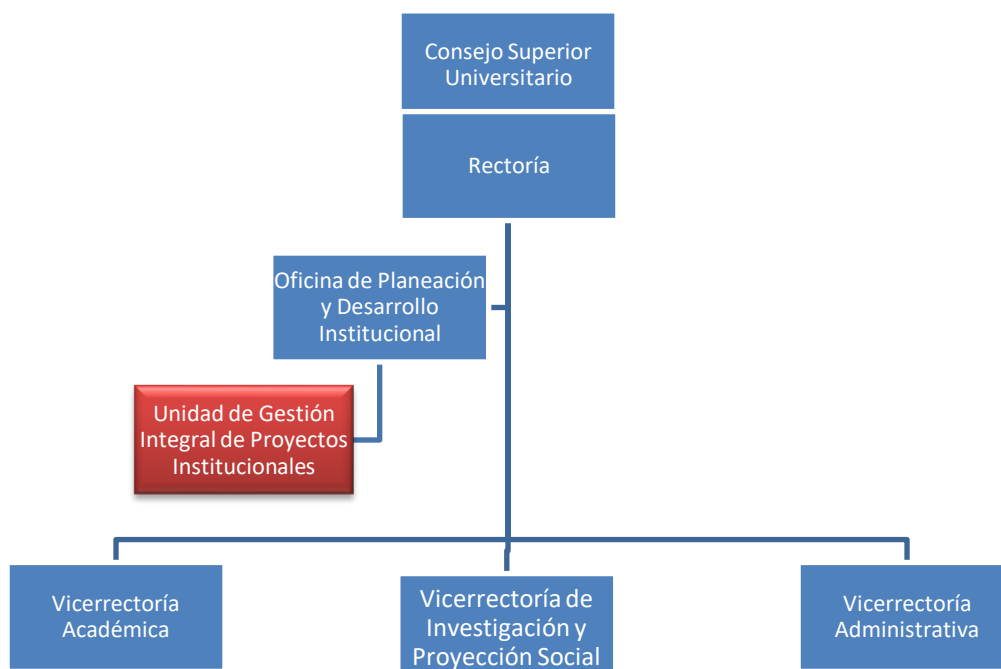 Consejo Superior
Universitario
Rectoría
Oficina de Planeación
y Desarrollo
Institucional
Unidad de Gestión
Integral de Proyectos
Institucionales
Vicerrectoría
Académica
Vicerrectoría de
Investigación y
Proyección Social
Vicerrectoría
Administrativa